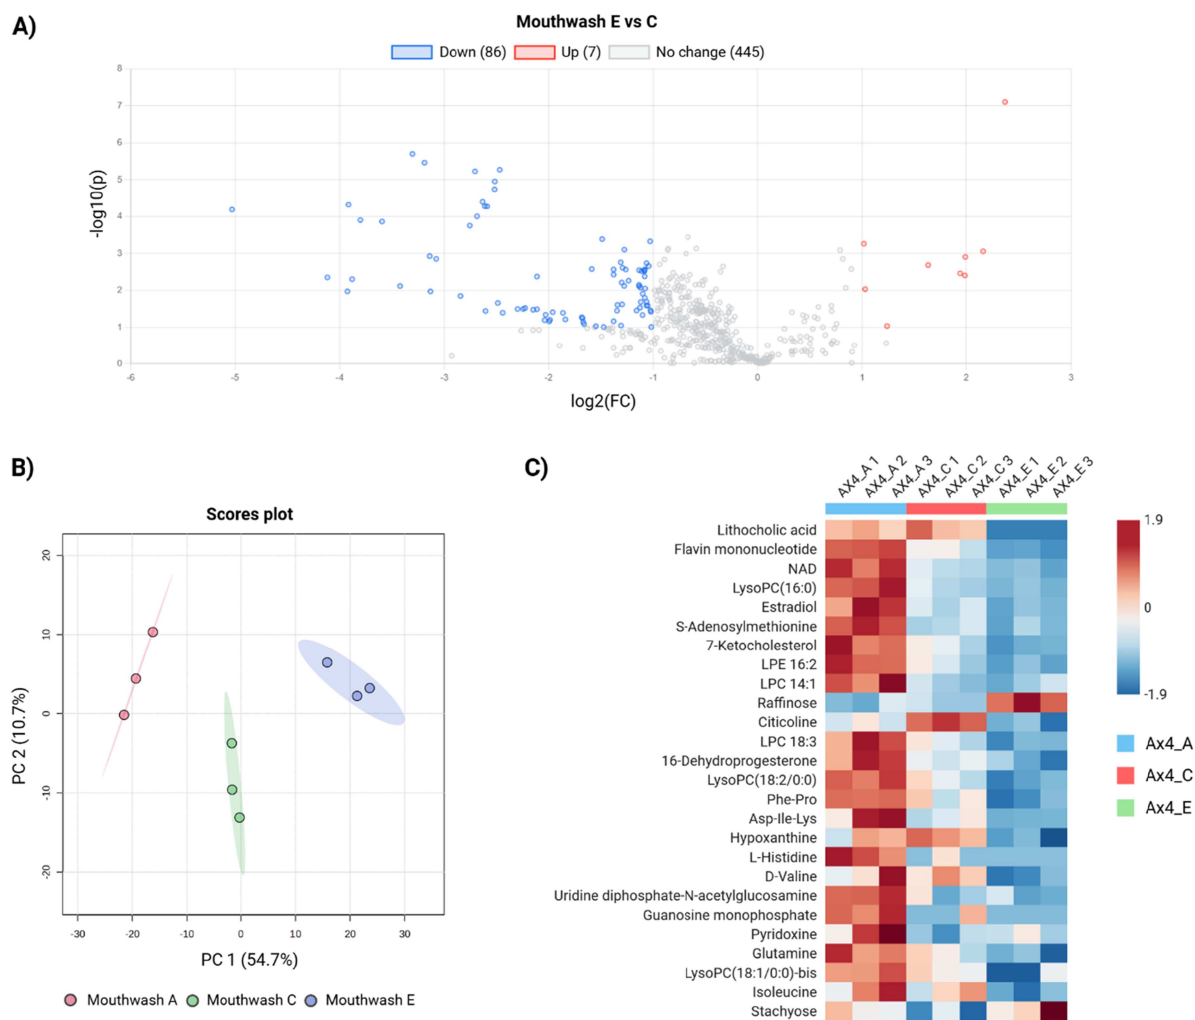 A)
Mouthwash E vs C
Down (86) Up (7) No change (445)
8
7
6
5
4
3
2
1
0
-log10(p)
-6 -5 -4 -3 -2 -1 0 1 2 3
log2(FC)
B)
Scores plot
20
10
0
-10
-20
PC 2 (10.7%)
-30 -20 -10 0 10 20 30
PC 1 (54.7%)
Mouthwash A Mouthwash C Mouthwash E
C)
AX4_A 1 AX4_A 2 AX4_A 3 AX4_C 1 AX4_C 2 AX4_C 3 AX4_E 1 AX4_E 2 AX4_E 3
Lithocholic acid
Flavin mononucleotide
NAD
LysoPC(16:0)
Estradiol
S-Adenosylmethionine
7-Ketocholesterol
LPE 16:2
LPC 14:1
Raffinose
Citicoline
LPC 18:3
16-Dehydroprogesterone
LysoPC(18:2/0:0)
Phe-Pro
Asp-Ile-Lys
Hypoxanthine
L-Histidine
D-Valine
Uridine diphosphate-N-acetylglucosamine
Guanosine monophosphate
Pyridoxine
Glutamine
LysoPC(18:1/0:0)-bis
Isoleucine
Stachyose
1.9
0
-1.9
Ax4_A
Ax4_C
Ax4_E